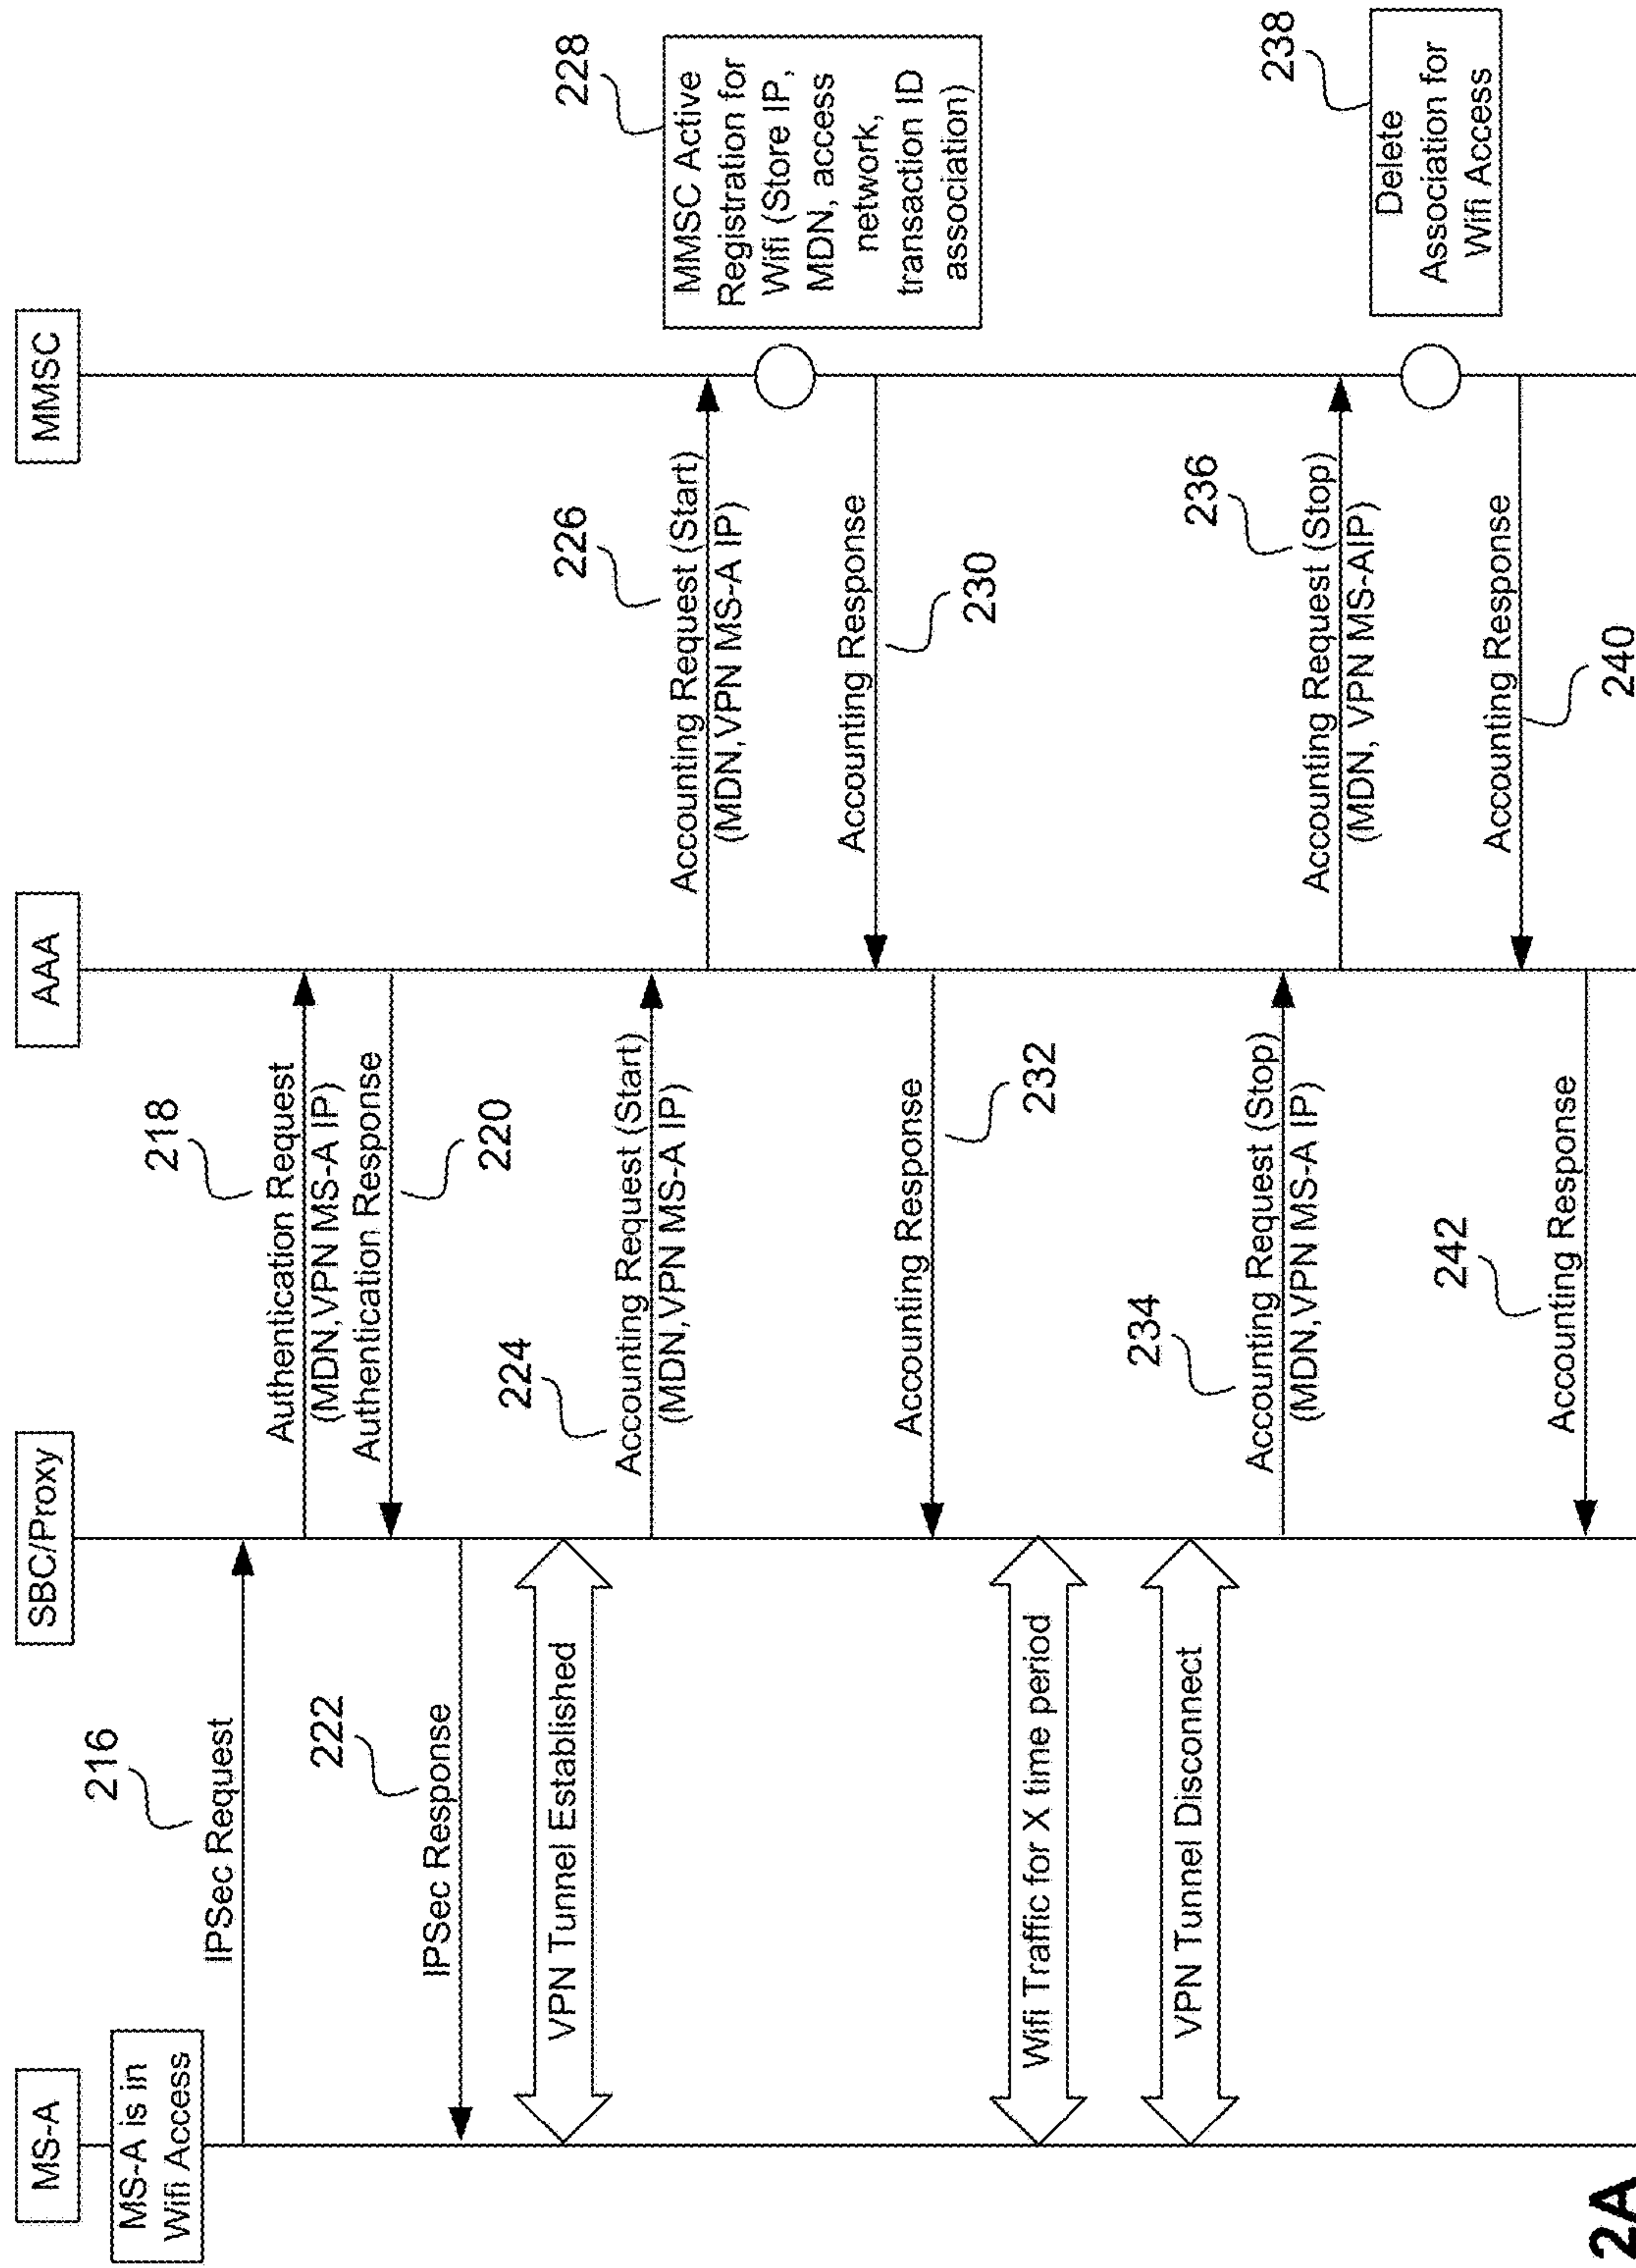 MS-A
SBC/Proxy
AAA
MMSC
MS-A is in
Wifi Access
216
IPSec Request
218
Authentication Request
(MDN,VPN MS-A IP)
Authentication Response
220
222
IPSec Response
VPN Tunnel Established
224
Accounting Request (Start)
(MDN,VPN MS-A IP)
226
Accounting Request (Start)
(MDN,VPN MS-A IP)
228
MMSC Active
Registration for
Wifi (Store IP,
MDN, access
network,
transaction ID
association)
Accounting Response
230
Accounting Response
232
Wifi Traffic for X time period
VPN Tunnel Disconnect
234
Accounting Request (Stop)
(MDN,VPN MS-A IP)
236
Accounting Request (Stop)
(MDN, VPN MS-AIP)
238
Delete
Association for
Wifi Access
Accounting Response
240
242
Accounting Response
2A